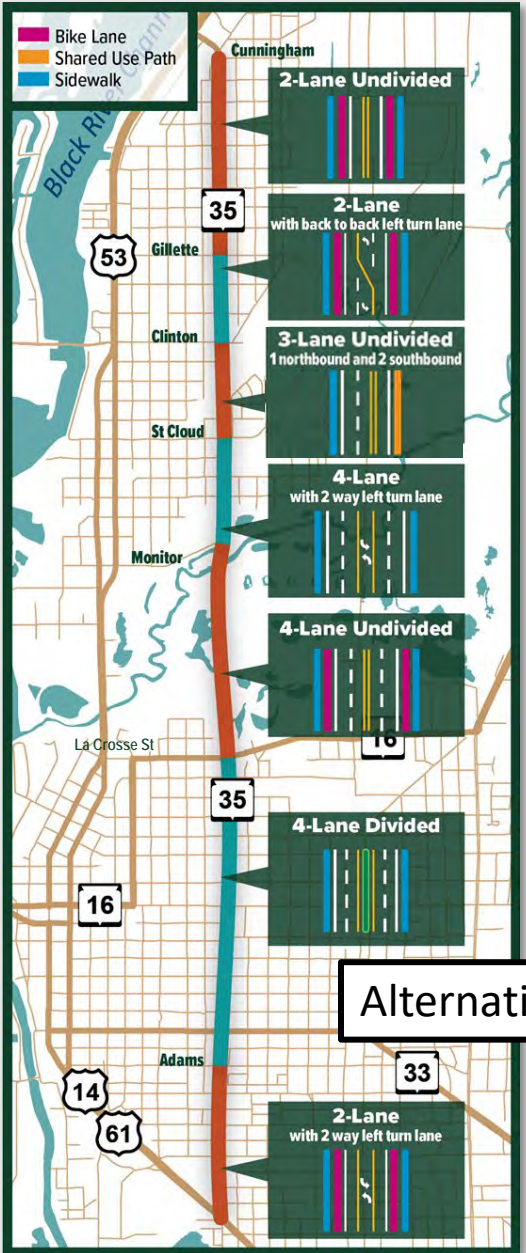 Bike Lane
Shared Use Path
Sidewalk
Black River Chann
Cunningham
2-Lane Undivided
35
2-Lane
with back to back left turn lane
Gillette
53
Clinton
3-Lane Undivided
1 northbound and 2 southbound
St Cloud
4-Lane
with 2 way left turn lane
Monitor
4-Lane Undivided
La Crosse St
16
35
4-Lane Divided
16
Alternati
Adams
33
14
61
2-Lane
with 2 way left turn lane